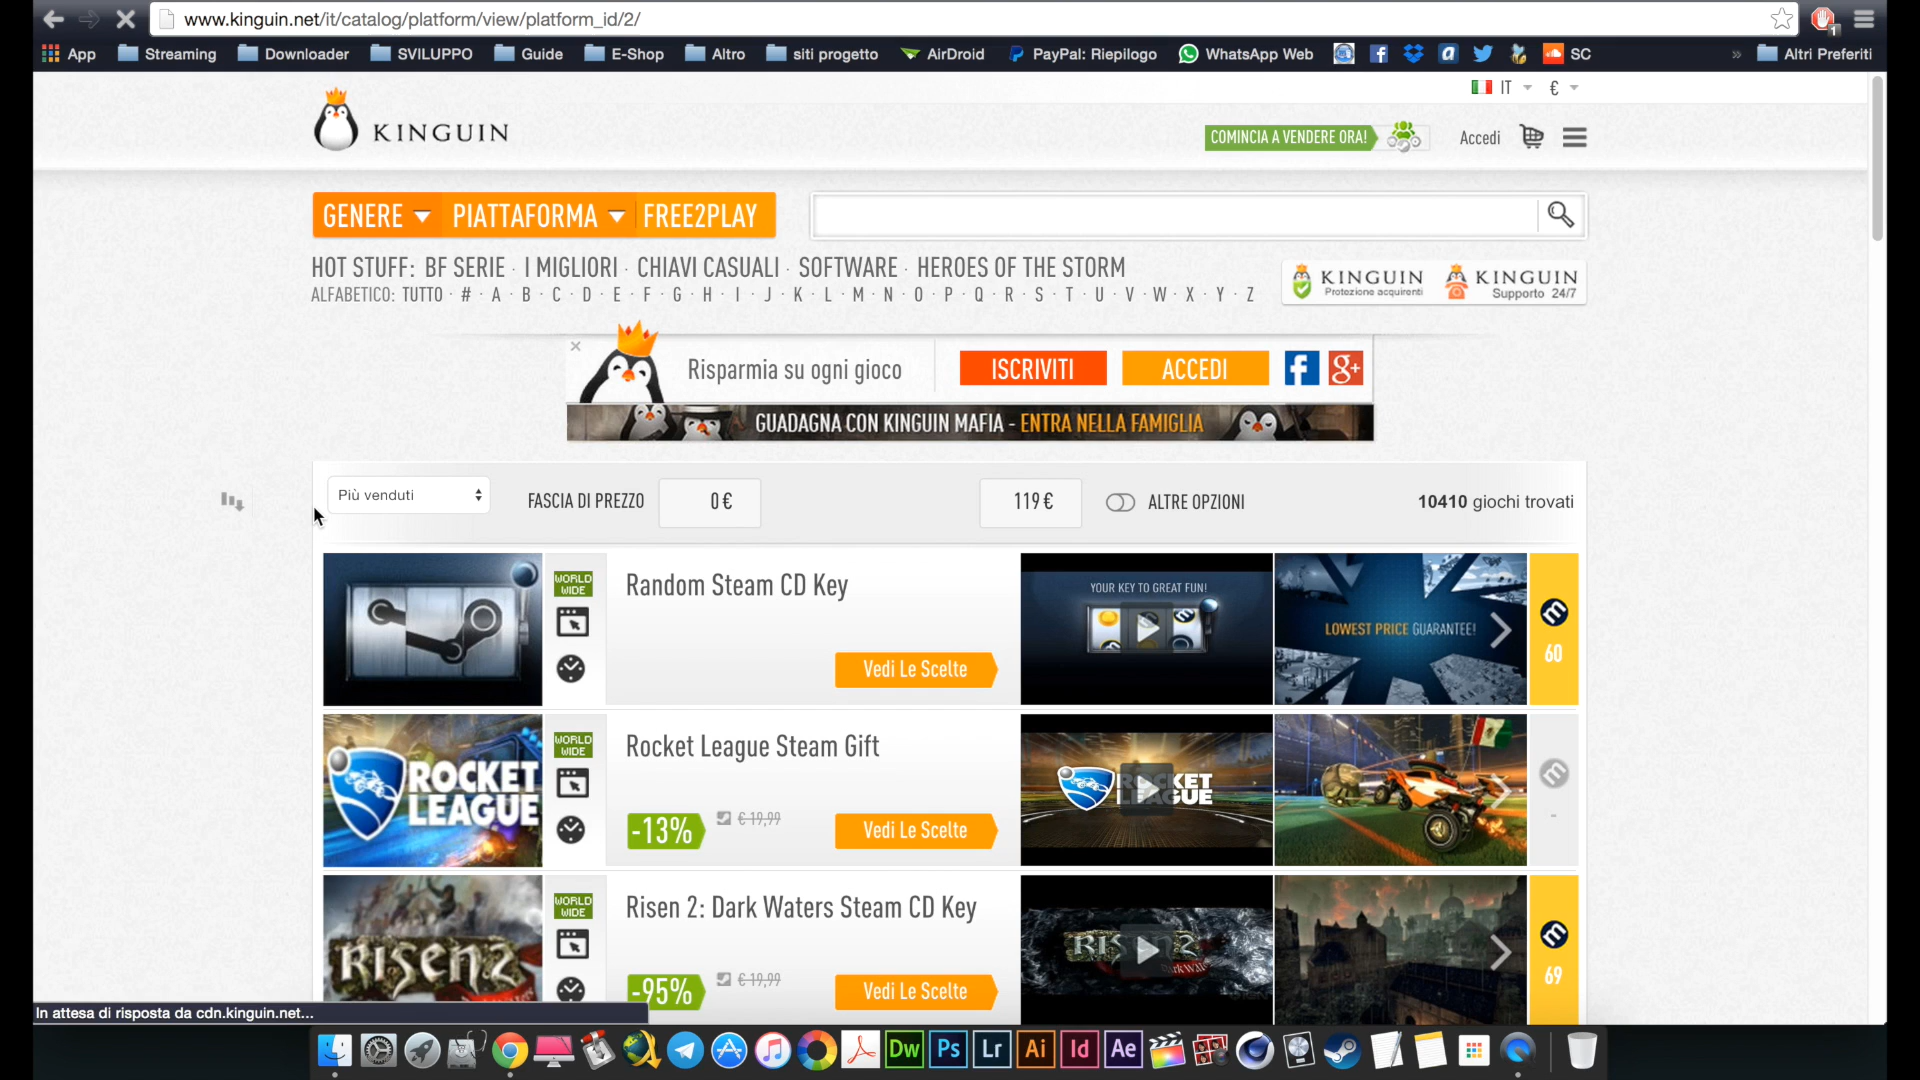 www.kinguin.net/it/catalog/platform/view/platform_id/2/
App Streaming Downloader SVILUPPO Guide E-Shop Altro siti progetto AirDroid PayPal: Riepilogo WhatsApp Web SC » Altri Preferiti
IT €
KINGUIN
COMINCIA A VENDERE ORA! Accedi
GENERE PIATTAFORMA FREE2PLAY
HOT STUFF: BF SERIE · I MIGLIORI · CHIAVI CASUALI · SOFTWARE · HEROES OF THE STORM
ALFABETICO: TUTTO · # · A · B · C · D · E · F · G · H · I · J · K · L · M · N · O · P · Q · R · S · T · U · V · W · X · Y · Z
KINGUIN Protezione acquirenti
KINGUIN Supporto 24/7
Risparmia su ogni gioco ISCRIVITI ACCEDI f g+
GUADAGNA CON KINGUIN MAFIA - ENTRA NELLA FAMIGLIA
Più venduti FASCIA DI PREZZO 0 € 119 € ALTRE OPZIONI 10410 giochi trovati
WORLD WIDE
Random Steam CD Key
Vedi Le Scelte
YOUR KEY TO GREAT FUN!
LOWEST PRICE GUARANTEE!
m
60
ROCKET LEAGUE
WORLD WIDE
Rocket League Steam Gift
-13% € 19,99
Vedi Le Scelte
ROCKET LEAGUE
m
-
RISEN 2
WORLD WIDE
Risen 2: Dark Waters Steam CD Key
-95% € 19,99
Vedi Le Scelte
m
69
In attesa di risposta da cdn.kinguin.net...
Dw Ps Lr Ai Id Ae